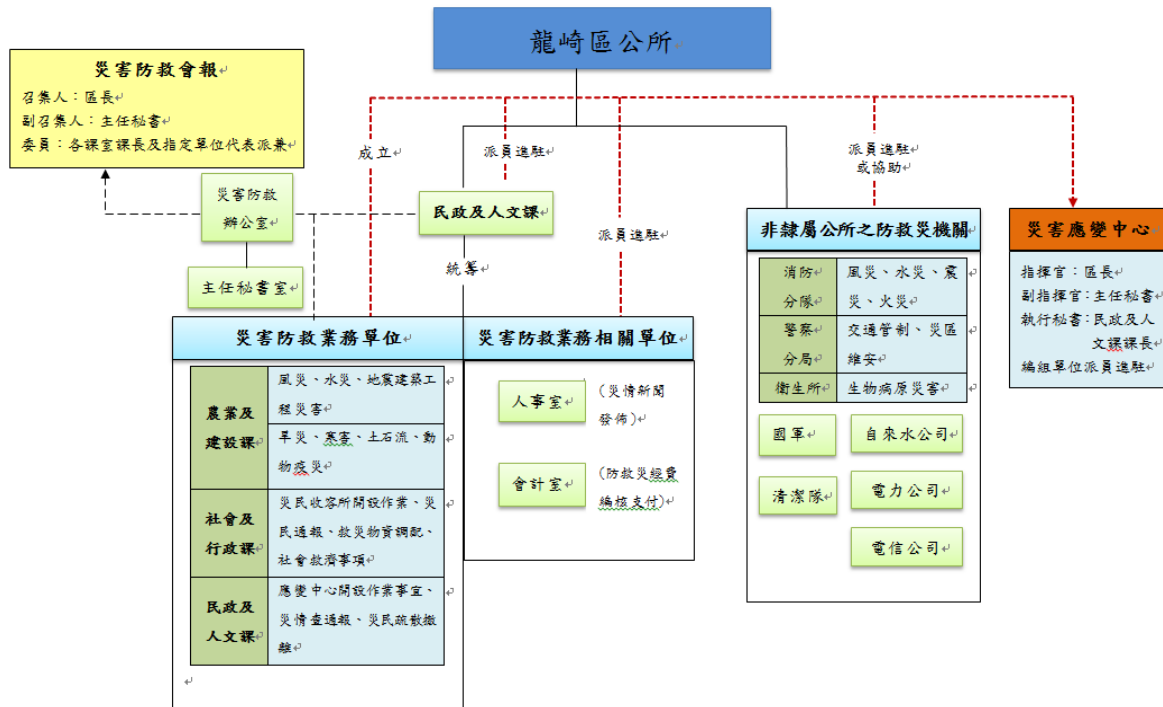 龍崎區公所
災害防救會報
召集人：區長
副召集人：主任秘書
委員：各課室課長及指定單位代表派兼
成立
派員進駐
派員進駐
或協助
災害防救
辦公室
民政及人文課
派員進駐
統籌
主任秘書室
非隸屬公所之防救災機關
消防
分隊
風災、水災、震
災、火災
警察
分局
交通管制、災區
維安
衛生所
生物病原災害
國軍
自來水公司
清潔隊
電力公司
電信公司
災害應變中心
指揮官：區長
副指揮官：主任秘書
執行秘書：民政及人
文課課長
編組單位派員進駐
災害防救業務單位
農業及
建設課
風災、水災、地震建築工
程災害
旱災、寒害、土石流、動
物疫災
社會及
行政課
災民收容所開設作業、災
民通報、救災物資調配、
社會救濟事項
民政及
人文課
應變中心開設作業事宜、
災情查通報、災民疏散撤
離
災害防救業務相關單位
人事室
(災情新聞
發佈)
會計室
(防救災經費
編核支付)